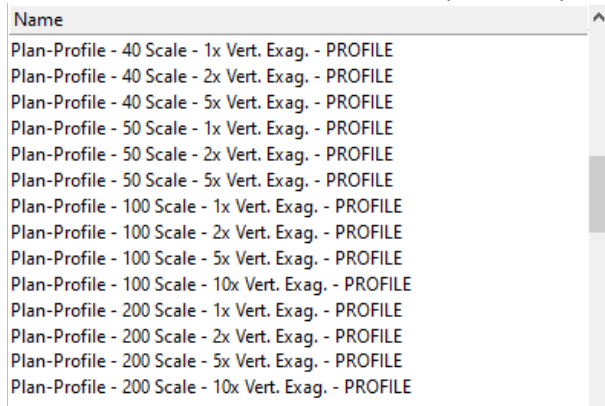 Name
Plan-Profile - 40 Scale - 1x Vert. Exag. - PROFILE
Plan-Profile - 40 Scale - 2x Vert. Exag. - PROFILE
Plan-Profile - 40 Scale - 5x Vert. Exag. - PROFILE
Plan-Profile - 50 Scale - 1x Vert. Exag. - PROFILE
Plan-Profile - 50 Scale - 2x Vert. Exag. - PROFILE
Plan-Profile - 50 Scale - 5x Vert. Exag. - PROFILE
Plan-Profile - 100 Scale - 1x Vert. Exag. - PROFILE
Plan-Profile - 100 Scale - 2x Vert. Exag. - PROFILE
Plan-Profile - 100 Scale - 5x Vert. Exag. - PROFILE
Plan-Profile - 100 Scale - 10x Vert. Exag. - PROFILE
Plan-Profile - 200 Scale - 1x Vert. Exag. - PROFILE
Plan-Profile - 200 Scale - 2x Vert. Exag. - PROFILE
Plan-Profile - 200 Scale - 5x Vert. Exag. - PROFILE
Plan-Profile - 200 Scale - 10x Vert. Exag. - PROFILE